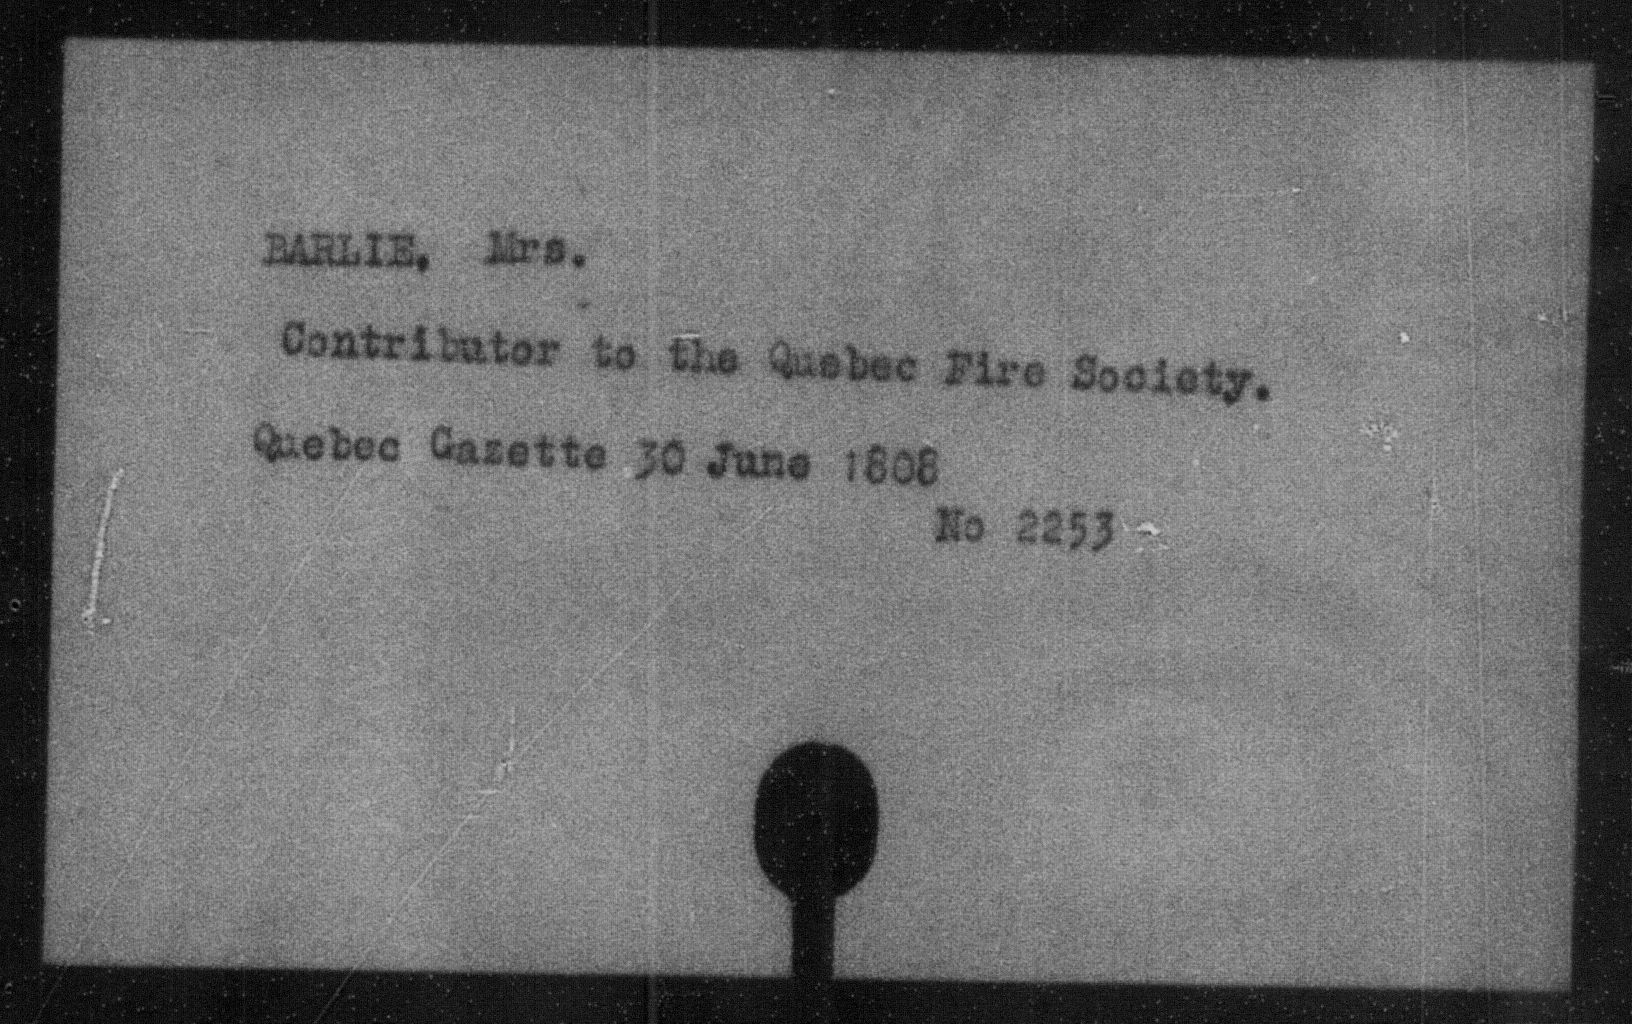 BARLIE. Mrs.
Contributor to the Quebec Fire Society.
Quebec Gazette 30 June 1808
No 2253